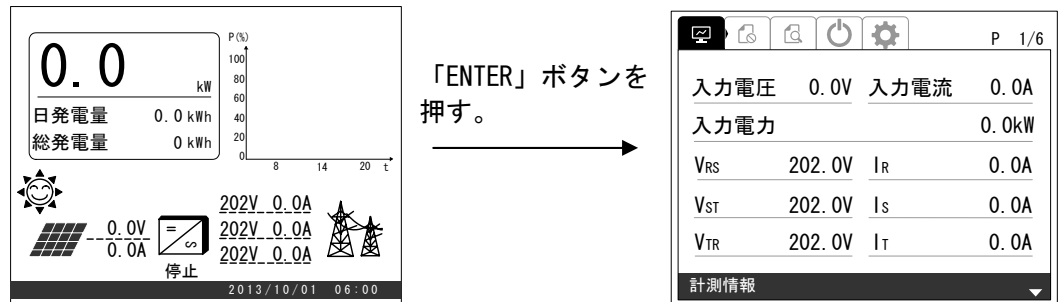 0.0 kW
日発電量 0.0 kWh
総発電量 0 kWh
P(%)
100
80
60
40
20
0
8 14 20 t
0.0V
0.0A
=
∽
停止
202V 0.0A
202V 0.0A
202V 0.0A
2013/10/01 06:00
「ENTER」ボタンを
押す。
P 1/6
入力電圧 0.0V 入力電流 0.0A
入力電力 0.0kW
VRS 202.0V IR 0.0A
VST 202.0V IS 0.0A
VTR 202.0V IT 0.0A
計測情報